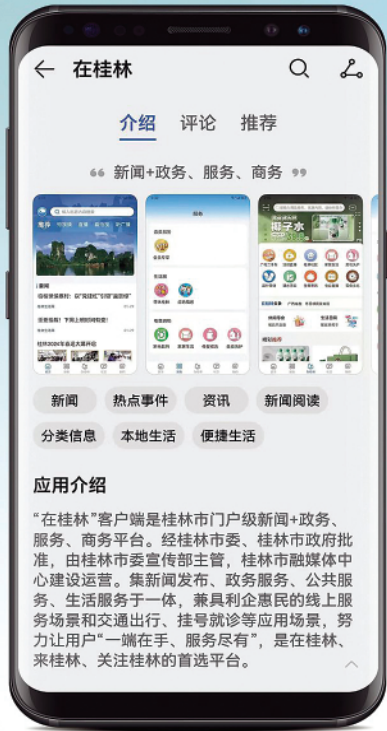 在桂林
介绍 评论 推荐
新闻+政务、服务、商务
服务
椰子水
新闻 热点事件 资讯 新闻阅读
分类信息 本地生活 便捷生活
应用介绍
“在桂林”客户端是桂林市门户级新闻+政务、
服务、商务平台。经桂林市委、桂林市政府批
准，由桂林市委宣传部主管，桂林市融媒体中
心建设运营。集新闻发布、政务服务、公共服
务、生活服务于一体，兼具利企惠民的线上服
务场景和交通出行、挂号就诊等应用场景，努
力让用户“一端在手、服务尽有”，是在桂林、
来桂林、关注桂林的首选平台。